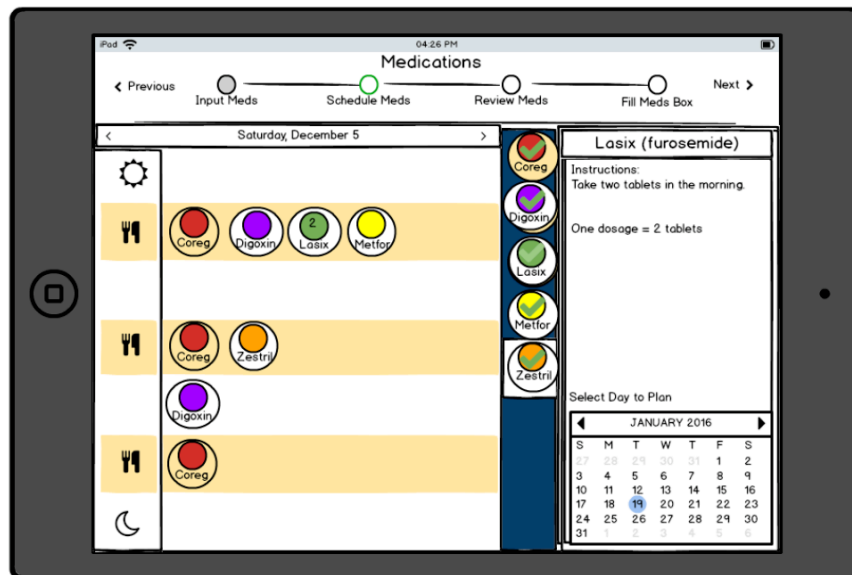 iPad 04:26 PM
Medications
< Previous Next >
Input Meds Schedule Meds Review Meds Fill Meds Box
< Saturday, December 5 >
Coreg Digoxin 2 Lasix Metfor
Coreg Zestril
Digoxin
Coreg
Coreg
Digoxin
Lasix
Metfor
Zestril
Lasix (furosemide)
Instructions:
Take two tablets in the morning.
One dosage = 2 tablets
Select Day to Plan
JANUARY 2016
S M T W T F S
27 28 29 30 31 1 2
3 4 5 6 7 8 9
10 11 12 13 14 15 16
17 18 19 20 21 22 23
24 25 26 27 28 29 30
31 1 2 3 4 5 6